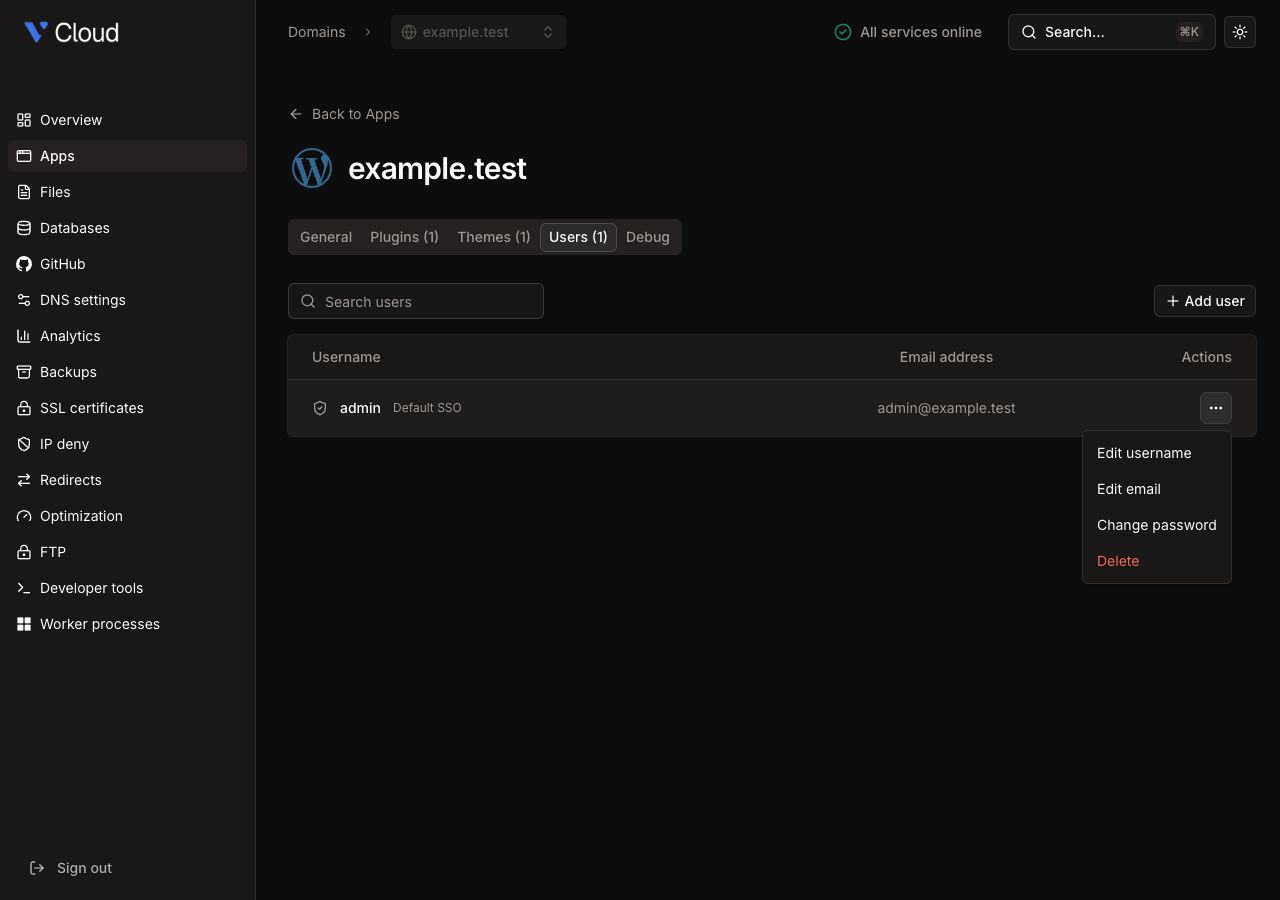 Cloud
Domains
example.test
All services online
Search...
⌘K
Overview
Apps
Files
Databases
GitHub
DNS settings
Analytics
Backups
SSL certificates
IP deny
Redirects
Optimization
FTP
Developer tools
Worker processes
Sign out
Back to Apps
example.test
General Plugins (1) Themes (1) Users (1) Debug
Search users
Add user
Username Email address Actions
admin Default SSO admin@example.test
Edit username
Edit email
Change password
Delete